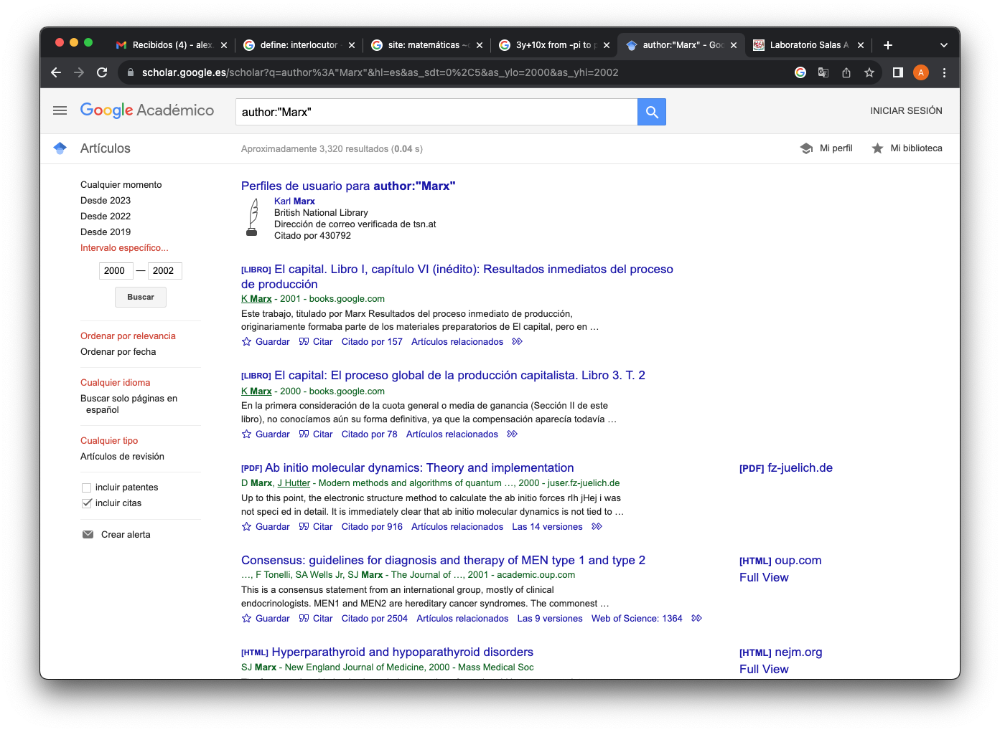 Recibidos (4) - alex
define: interlocutor
site: matemáticas ~
3y+10x from -pi to
author:"Marx" - Goo
Laboratorio Salas A
scholar.google.es/scholar?q=author%3A"Marx"&hl=es&as_sdt=0%2C5&as_ylo=2000&as_yhi=2002
A
Google Académico
author:"Marx"
INICIAR SESIÓN
Artículos
Aproximadamente 3,320 resultados (0.04 s)
Mi perfil
Mi biblioteca
Cualquier momento
Desde 2023
Desde 2022
Desde 2019
Intervalo específico...
2000 — 2002
Buscar
Ordenar por relevancia
Ordenar por fecha
Cualquier idioma
Buscar solo páginas en
español
Cualquier tipo
Artículos de revisión
incluir patentes
incluir citas
Crear alerta
Perfiles de usuario para author:"Marx"
Karl Marx
British National Library
Dirección de correo verificada de tsn.at
Citado por 430792
[LIBRO] El capital. Libro I, capítulo VI (inédito): Resultados inmediatos del proceso
de producción
K Marx - 2001 - books.google.com
Este trabajo, titulado por Marx Resultados del proceso inmediato de producción,
originariamente formaba parte de los materiales preparatorios de El capital, pero en …
Guardar Citar Citado por 157 Artículos relacionados
[LIBRO] El capital: El proceso global de la producción capitalista. Libro 3. T. 2
K Marx - 2000 - books.google.com
En la primera consideración de la cuota general o media de ganancia (Sección II de este
libro), no conocíamos aún su forma definitiva, ya que la compensación aparecía todavía …
Guardar Citar Citado por 78 Artículos relacionados
[PDF] Ab initio molecular dynamics: Theory and implementation
D Marx, J Hutter - Modern methods and algorithms of quantum …, 2000 - juser.fz-juelich.de
Up to this point, the electronic structure method to calculate the ab initio forces rIh jHej i was
not speci ed in detail. It is immediately clear that ab initio molecular dynamics is not tied to …
Guardar Citar Citado por 916 Artículos relacionados Las 14 versiones
[PDF] fz-juelich.de
Consensus: guidelines for diagnosis and therapy of MEN type 1 and type 2
…, F Tonelli, SA Wells Jr, SJ Marx - The Journal of …, 2001 - academic.oup.com
This is a consensus statement from an international group, mostly of clinical
endocrinologists. MEN1 and MEN2 are hereditary cancer syndromes. The commonest …
Guardar Citar Citado por 2504 Artículos relacionados Las 9 versiones Web of Science: 1364
[HTML] oup.com
Full View
[HTML] Hyperparathyroid and hypoparathyroid disorders
SJ Marx - New England Journal of Medicine, 2000 - Mass Medical Soc
[HTML] nejm.org
Full View